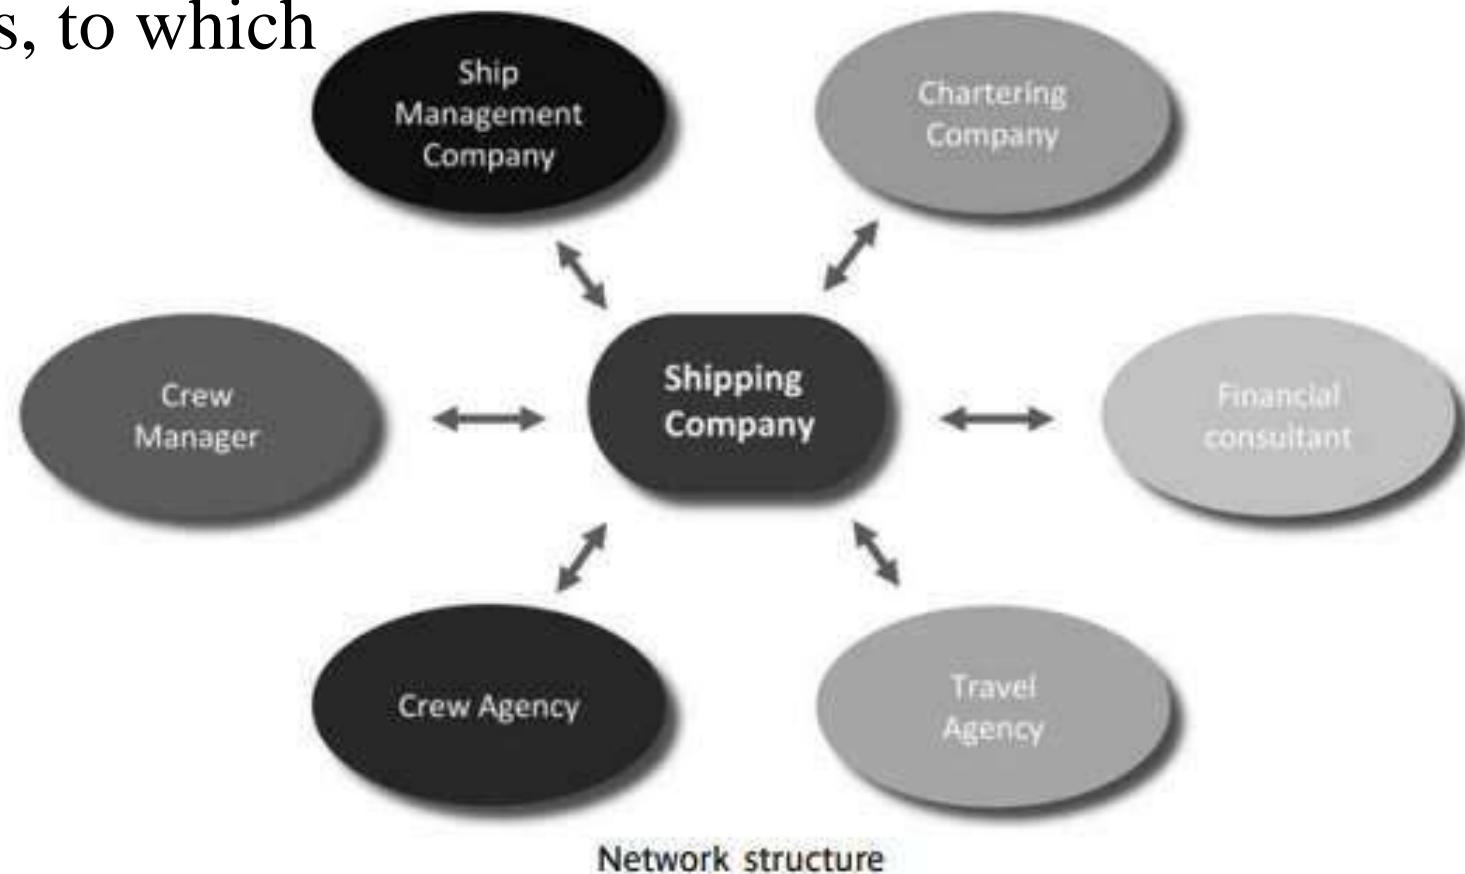 s, to which
Ship
Management
Company
Chartering
Company
Crew
Manager
Shipping
Company
Financial
consultant
Crew Agency
Travel
Agency
Network structure